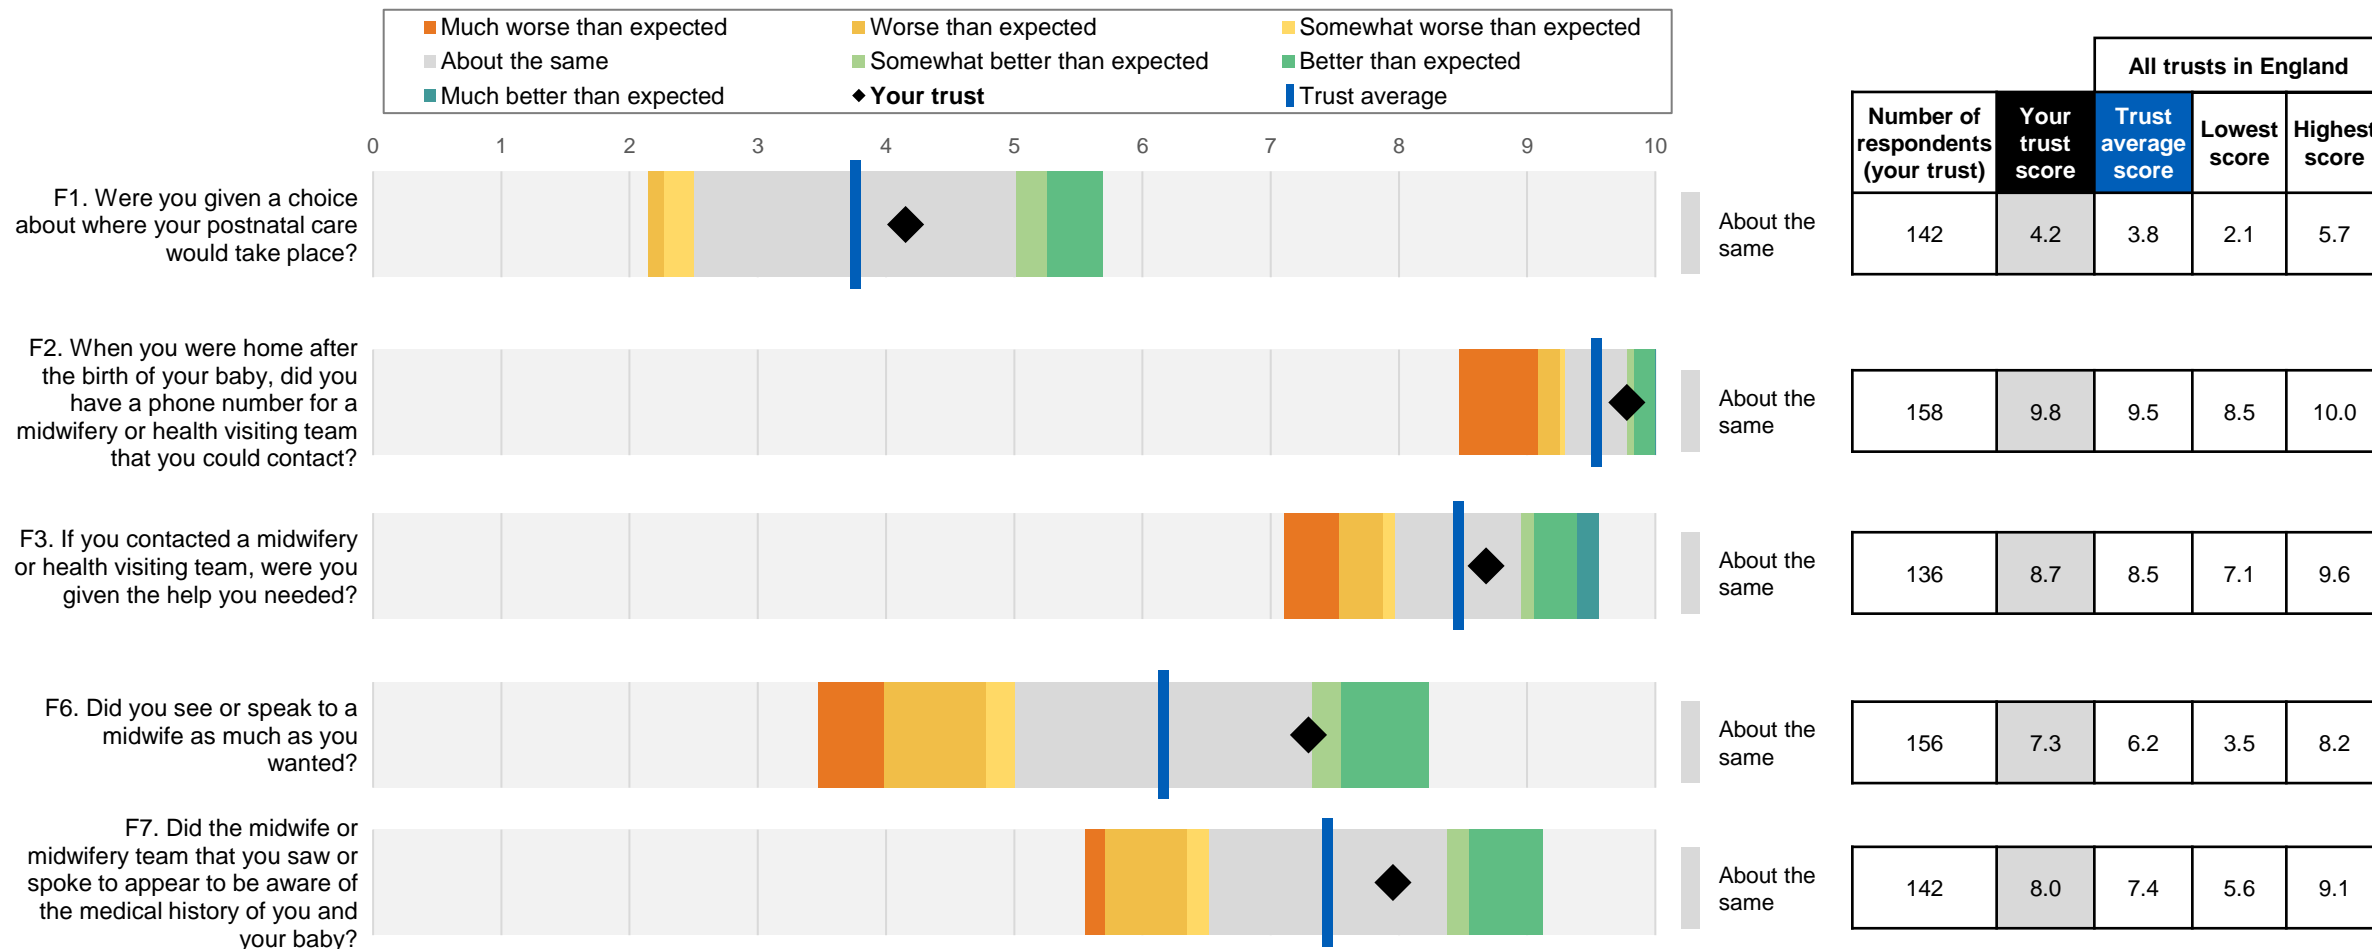 Much worse than expected
Worse than expected
Somewhat worse than expected
About the same
Somewhat better than expected
Better than expected
Much better than expected
Your trust
Trust average
All trusts in England
Number of
respondents
(your trust)
Your
trust
score
Trust
average
score
Lowest
score
Highest
score
0 1 2 3 4 5 6 7 8 9 10
F1. Were you given a choice
about where your postnatal care
would take place?
About the
same
142 4.2 3.8 2.1 5.7
F2. When you were home after
the birth of your baby, did you
have a phone number for a
midwifery or health visiting team
that you could contact?
About the
same
158 9.8 9.5 8.5 10.0
F3. If you contacted a midwifery
or health visiting team, were you
given the help you needed?
About the
same
136 8.7 8.5 7.1 9.6
F6. Did you see or speak to a
midwife as much as you
wanted?
About the
same
156 7.3 6.2 3.5 8.2
F7. Did the midwife or
midwifery team that you saw or
spoke to appear to be aware of
the medical history of you and
your baby?
About the
same
142 8.0 7.4 5.6 9.1